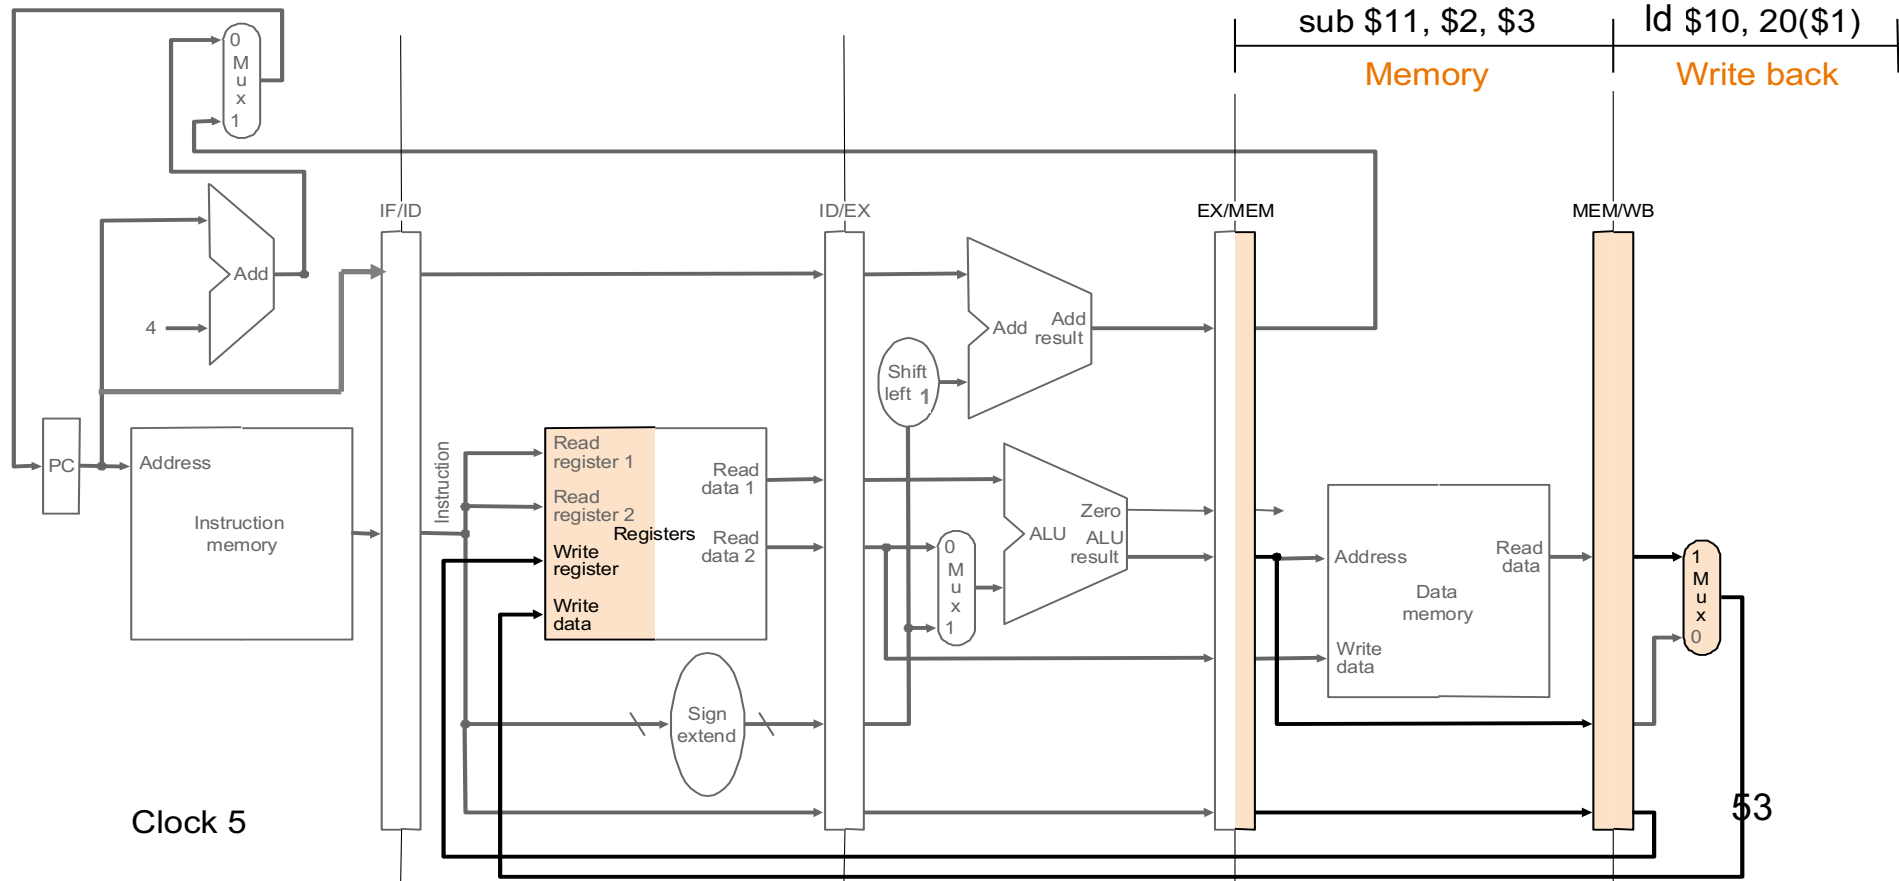 sub $11, $2, $3
ld $10, 20($1)
Memory
Write back
0
M
u
x
1
IF/ID
ID/EX
EX/MEM
MEM/WB
Add
4
Add
Add
result
Shift
left 1
PC
Address
Instruction
memory
Instruction
Read
register 1
Read
register 2
Registers
Write
register
Write
data
Read
data 1
Read
data 2
0
M
u
x
1
Zero
ALU
ALU
result
Address
Read
data
Data
memory
Write
data
1
M
u
x
0
Sign
extend
Clock 5
53